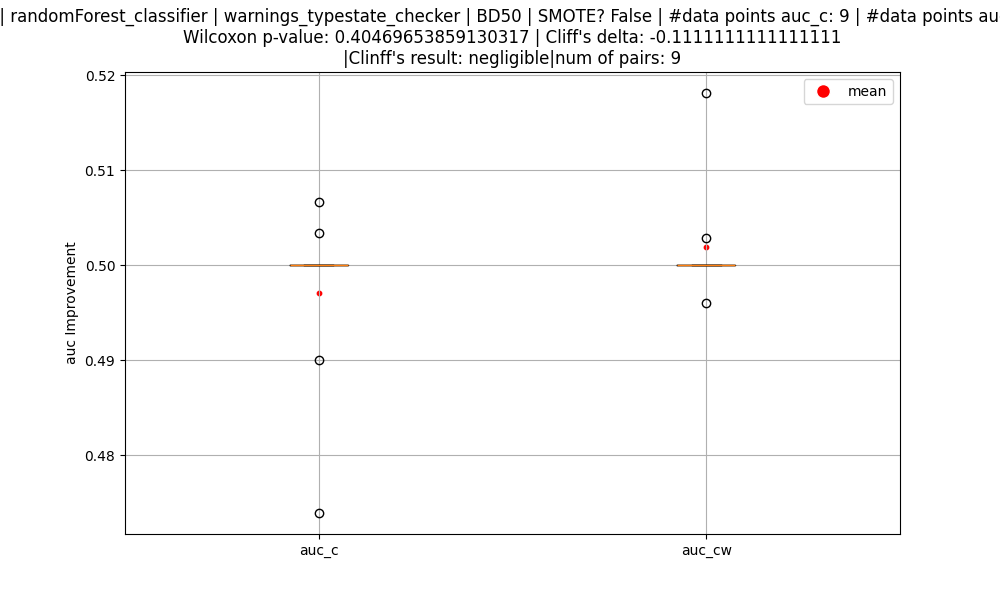 | randomForest_classifier | warnings_typestate_checker | BD50 | SMOTE? False | #data points auc_c: 9 | #data points au
Wilcoxon p-value: 0.40469653859130317 | Cliff's delta: -0.1111111111111111
|Clinff's result: negligible|num of pairs: 9
mean
0.52
0.51
0.50
0.49
0.48
auc Improvement
auc_c
auc_cw